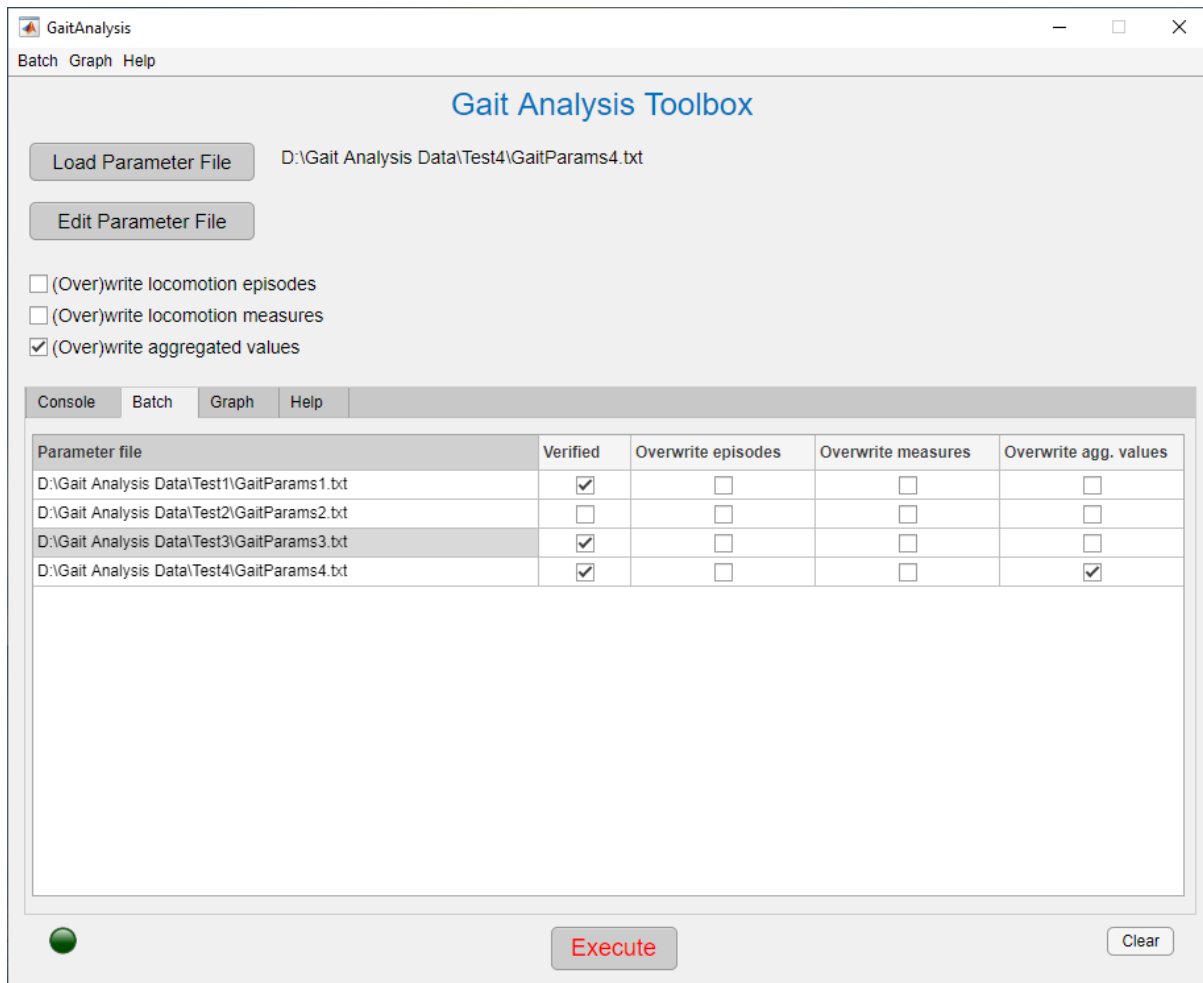 GaitAnalysis
Batch Graph Help
Gait Analysis Toolbox
Load Parameter File D:\Gait Analysis Data\Test4\GaitParams4.txt
Edit Parameter File
(Over)write locomotion episodes
(Over)write locomotion measures
(Over)write aggregated values
Console Batch Graph Help
Parameter file Verified Overwrite episodes Overwrite measures Overwrite agg. values
D:\Gait Analysis Data\Test1\GaitParams1.txt
D:\Gait Analysis Data\Test2\GaitParams2.txt
D:\Gait Analysis Data\Test3\GaitParams3.txt
D:\Gait Analysis Data\Test4\GaitParams4.txt
Execute Clear